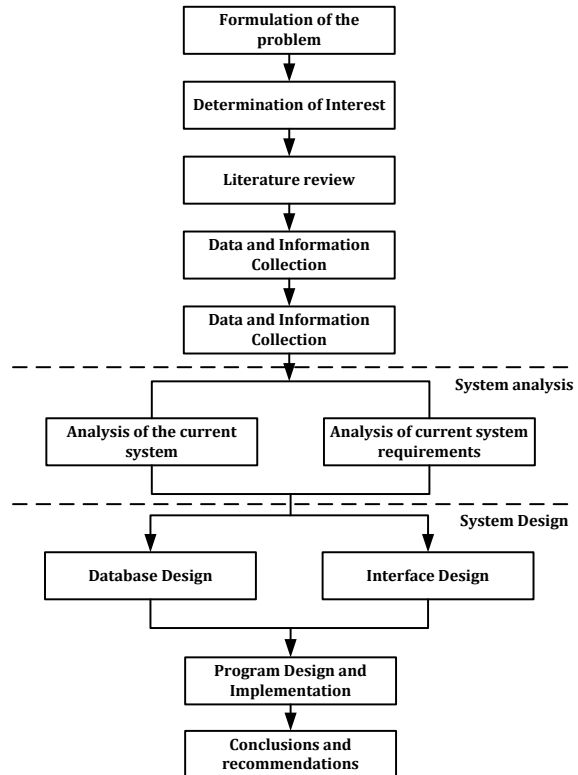 Formulation of the
problem
Determination of Interest
Literature review
Data and Information
Collection
Data and Information
Collection
System analysis
Analysis of the current
system
Analysis of current system
requirements
System Design
Database Design
Interface Design
Program Design and
Implementation
Conclusions and
recommendations